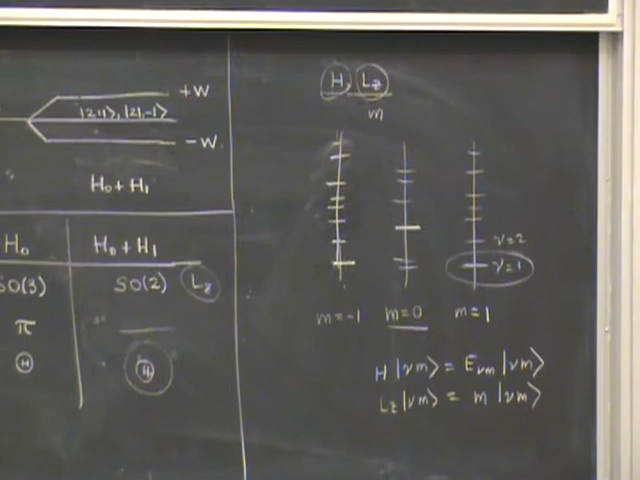 +W
|211⟩, |21,-1⟩
-W
H₀+H₁
H₀
H₀+H₁
SO(3)
SO(2)
L_z
π
Θ
Θ
H, L_z
m
ν=2
ν=1
m=-1
m=0
m=1
H|νm⟩ = E_νm|νm⟩
L_z|νm⟩ = m|νm⟩